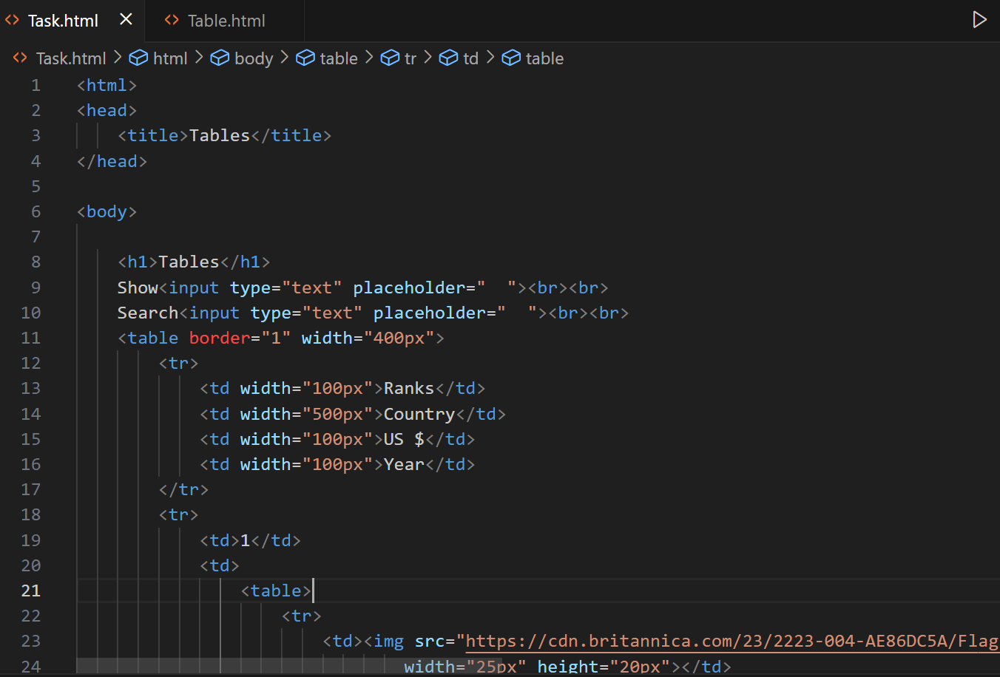 Task.html Table.html
Task.html > html > body > table > tr > td > table
1 <html>
2 <head>
3 <title>Tables</title>
4 </head>
5
6 <body>
7
8 <h1>Tables</h1>
9 Show<input type="text" placeholder="  "><br><br>
10 Search<input type="text" placeholder="  "><br><br>
11 <table border="1" width="400px">
12 <tr>
13 <td width="100px">Ranks</td>
14 <td width="500px">Country</td>
15 <td width="100px">US $</td>
16 <td width="100px">Year</td>
17 </tr>
18 <tr>
19 <td>1</td>
20 <td>
21 <table>
22 <tr>
23 <td><img src="https://cdn.britannica.com/23/2223-004-AE86DC5A/Flag
24 width="25px" height="20px"></td>